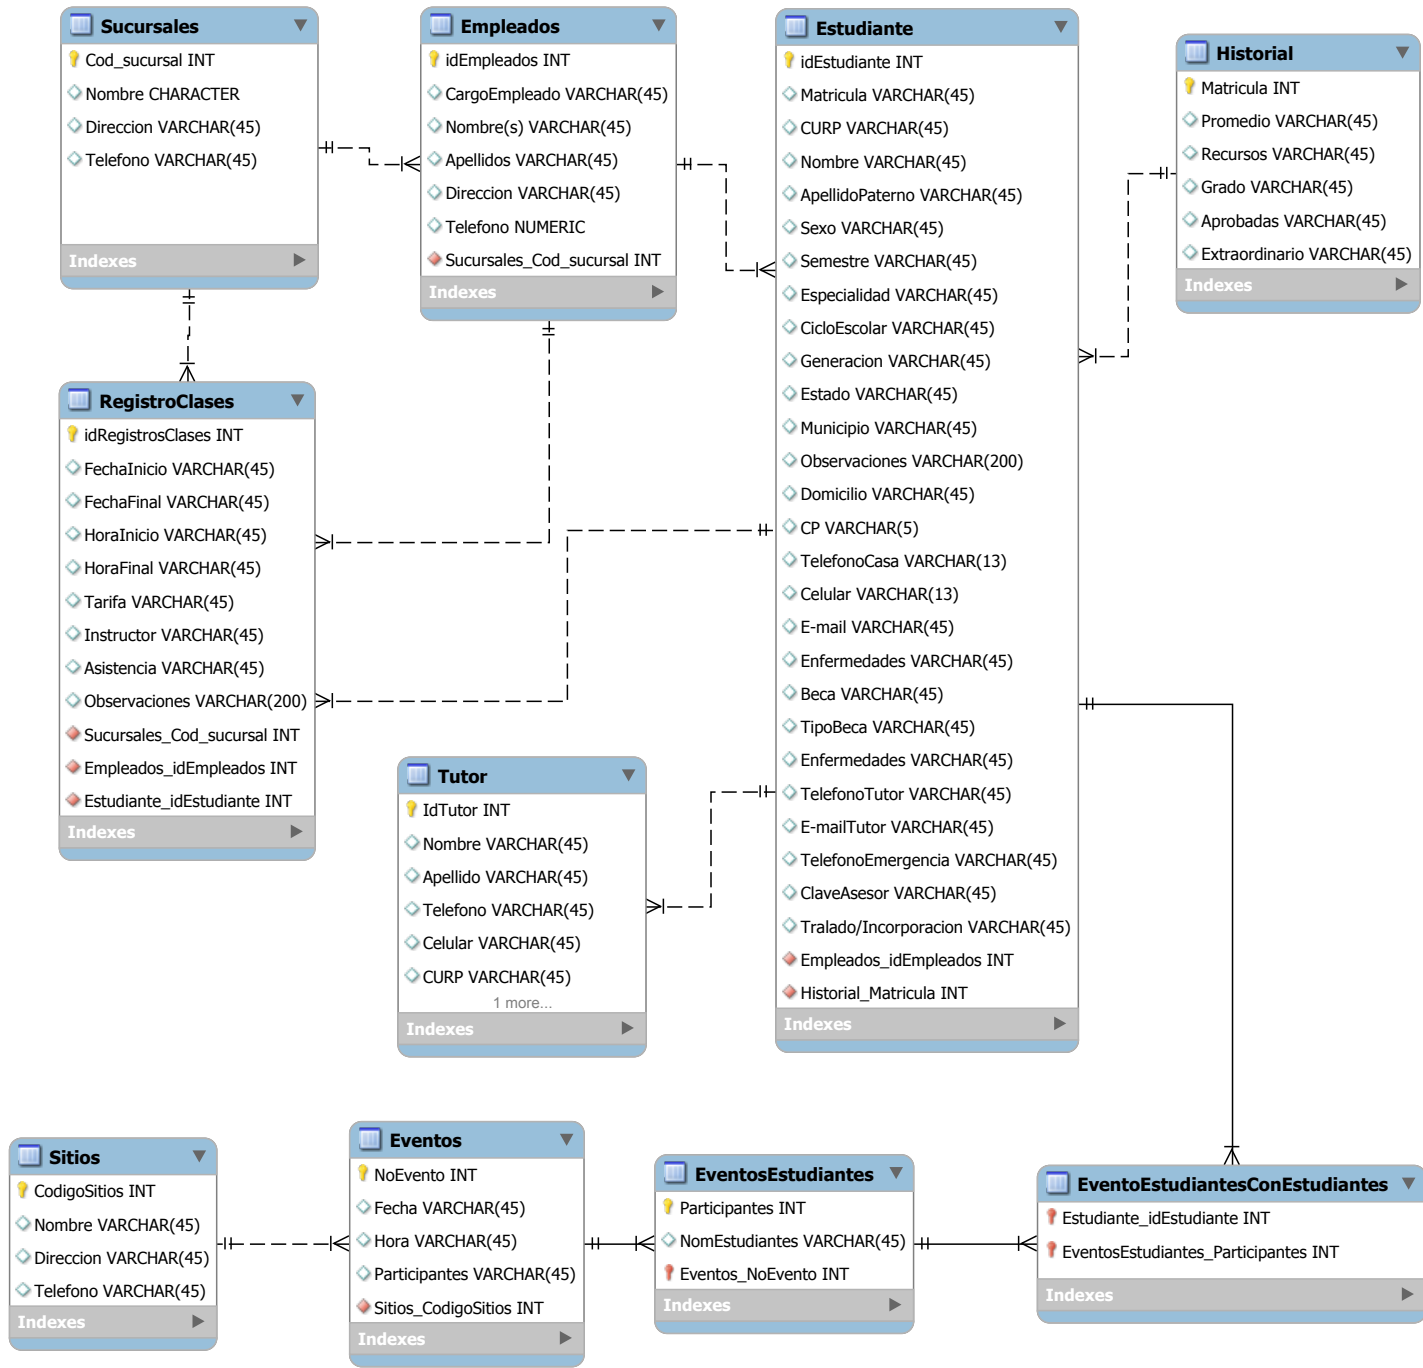 Sucursales
Cod_sucursal INT
Nombre CHARACTER
Direccion VARCHAR(45)
Telefono VARCHAR(45)
Indexes
Empleados
idEmpleados INT
CargoEmpleado VARCHAR(45)
Nombre(s) VARCHAR(45)
Apellidos VARCHAR(45)
Direccion VARCHAR(45)
Telefono NUMERIC
Sucursales_Cod_sucursal INT
Indexes
Estudiante
idEstudiante INT
Matricula VARCHAR(45)
CURP VARCHAR(45)
Nombre VARCHAR(45)
ApellidoPaterno VARCHAR(45)
Sexo VARCHAR(45)
Semestre VARCHAR(45)
Especialidad VARCHAR(45)
CicloEscolar VARCHAR(45)
Generacion VARCHAR(45)
Estado VARCHAR(45)
Municipio VARCHAR(45)
Observaciones VARCHAR(200)
Domicilio VARCHAR(45)
CP VARCHAR(5)
TelefonoCasa VARCHAR(13)
Celular VARCHAR(13)
E-mail VARCHAR(45)
Enfermedades VARCHAR(45)
Beca VARCHAR(45)
TipoBeca VARCHAR(45)
Enfermedades VARCHAR(45)
TelefonoTutor VARCHAR(45)
E-mailTutor VARCHAR(45)
TelefonoEmergencia VARCHAR(45)
ClaveAsesor VARCHAR(45)
Tralado/Incorporacion VARCHAR(45)
Empleados_idEmpleados INT
Historial_Matricula INT
Indexes
Historial
Matricula INT
Promedio VARCHAR(45)
Recursos VARCHAR(45)
Grado VARCHAR(45)
Aprobadas VARCHAR(45)
Extraordinario VARCHAR(45)
Indexes
RegistroClases
idRegistrosClases INT
FechaInicio VARCHAR(45)
FechaFinal VARCHAR(45)
HoraInicio VARCHAR(45)
HoraFinal VARCHAR(45)
Tarifa VARCHAR(45)
Instructor VARCHAR(45)
Asistencia VARCHAR(45)
Observaciones VARCHAR(200)
Sucursales_Cod_sucursal INT
Empleados_idEmpleados INT
Estudiante_idEstudiante INT
Indexes
Tutor
IdTutor INT
Nombre VARCHAR(45)
Apellido VARCHAR(45)
Telefono VARCHAR(45)
Celular VARCHAR(45)
CURP VARCHAR(45)
1 more...
Indexes
Sitios
CodigoSitios INT
Nombre VARCHAR(45)
Direccion VARCHAR(45)
Telefono VARCHAR(45)
Indexes
Eventos
NoEvento INT
Fecha VARCHAR(45)
Hora VARCHAR(45)
Participantes VARCHAR(45)
Sitios_CodigoSitios INT
Indexes
EventosEstudiantes
Participantes INT
NomEstudiantes VARCHAR(45)
Eventos_NoEvento INT
Indexes
EventoEstudiantesConEstudiantes
Estudiante_idEstudiante INT
EventosEstudiantes_Participantes INT
Indexes